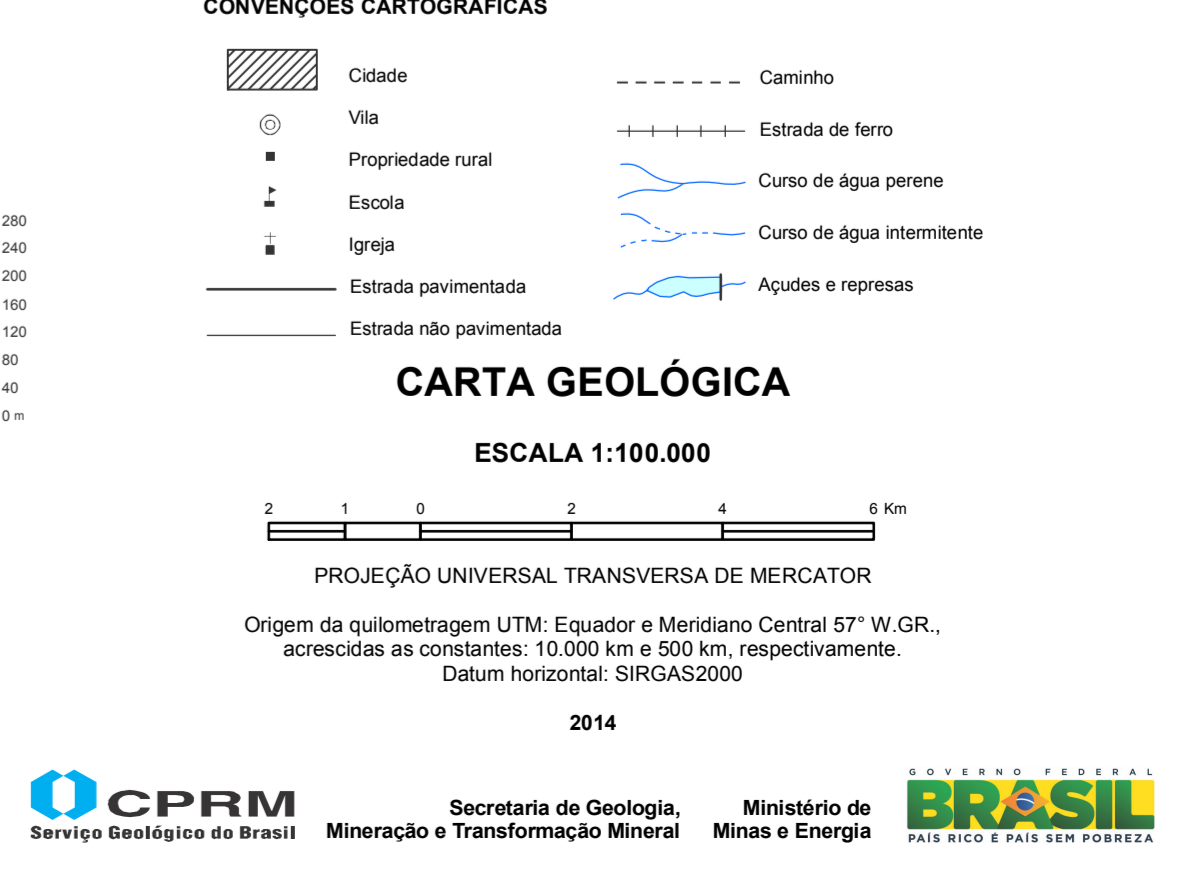 CONVENÇÕES CARTOGRÁFICAS
Cidade
Vila
Propriedade rural
Escola
Igreja
Estrada pavimentada
Estrada não pavimentada
Caminho
Estrada de ferro
Curso de água perene
Curso de água intermitente
Açudes e represas
280
240
200
160
120
80
40
0 m
CARTA GEOLÓGICA
ESCALA 1:100.000
2 1 0 2 4 6 Km
PROJEÇÃO UNIVERSAL TRANSVERSA DE MERCATOR
Origem da quilometragem UTM: Equador e Meridiano Central 57° W.GR.,
acrescidas as constantes: 10.000 km e 500 km, respectivamente.
Datum horizontal: SIRGAS2000
2014
CPRM
Serviço Geológico do Brasil
Secretaria de Geologia,
Mineração e Transformação Mineral
Ministério de
Minas e Energia
GOVERNO FEDERAL
BRASIL
PAÍS RICO É PAÍS SEM POBREZA